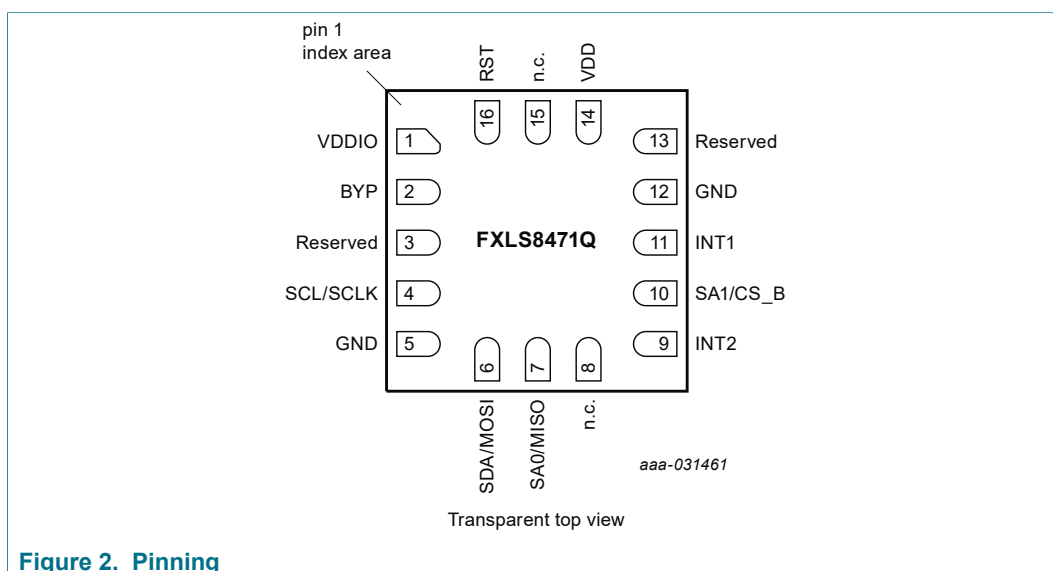 pin 1
index area
RST
n.c.
VDD
16
15
14
VDDIO 1
13 Reserved
BYP 2
12 GND
Reserved 3
FXLS8471Q
11 INT1
SCL/SCLK 4
10 SA1/CS_B
GND 5
9 INT2
6
7
8
SDA/MOSI
SA0/MISO
n.c.
aaa-031461
Transparent top view
Figure 2. Pinning